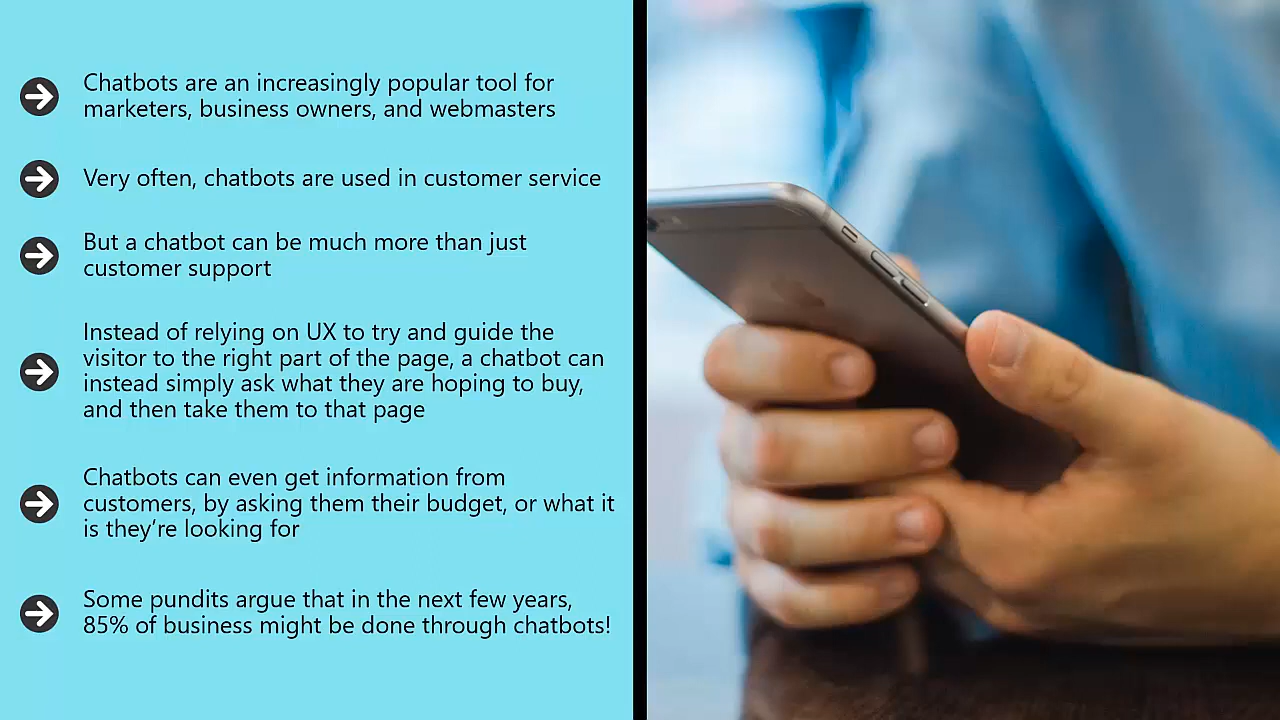 Chatbots are an increasingly popular tool for
marketers, business owners, and webmasters
Very often, chatbots are used in customer service
But a chatbot can be much more than just
customer support
Instead of relying on UX to try and guide the
visitor to the right part of the page, a chatbot can
instead simply ask what they are hoping to buy,
and then take them to that page
Chatbots can even get information from
customers, by asking them their budget, or what it
is they’re looking for
Some pundits argue that in the next few years,
85% of business might be done through chatbots!